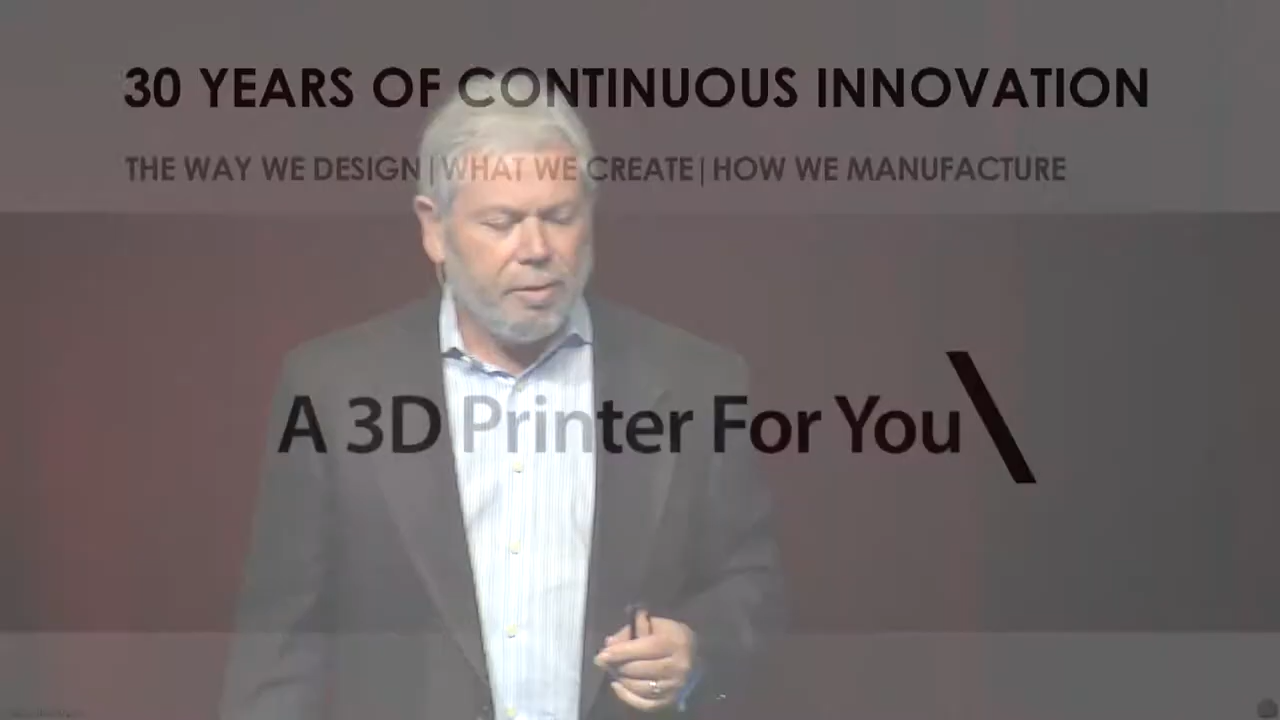 30 YEARS OF CONTINUOUS INNOVATION
THE WAY WE DESIGN|WHAT WE CREATE|HOW WE MANUFACTURE
A 3D Printer For You\